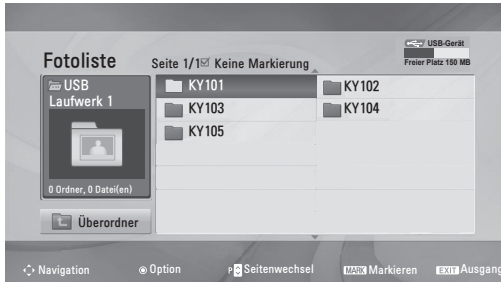 USB-Gerät
Fotoliste
Seite 1/1 Keine Markierung
Freier Platz 150 MB
USB
Laufwerk 1
KY101
KY102
KY103
KY104
KY105
0 Ordner, 0 Datei(en)
Überordner
Navigation
Option
P Seitenwechsel
MARK Markieren
EXIT Ausgang